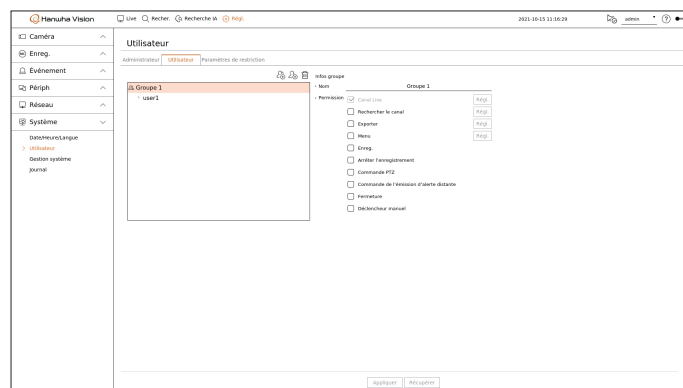 Hanwha Vision
Live Recher. Recherche IA Régl.
2021-10-15 11:16:29
admin
Caméra
Enreg.
Événement
Périph
Réseau
Système
Date/Heure/Langue
Utilisateur
Gestion système
Journal
Utilisateur
Administrateur Utilisateur Paramètres de restriction
Groupe 1
user1
Infos groupe
Nom Groupe 1
Permission Canal Live Régl.
Rechercher le canal Régl.
Exporter Régl.
Menu Régl.
Enreg.
Arrêter l'enregistrement
Commande PTZ
Commande de l'émission d'alerte distante
Fermeture
Déclencheur manuel
Appliquer Récupérer